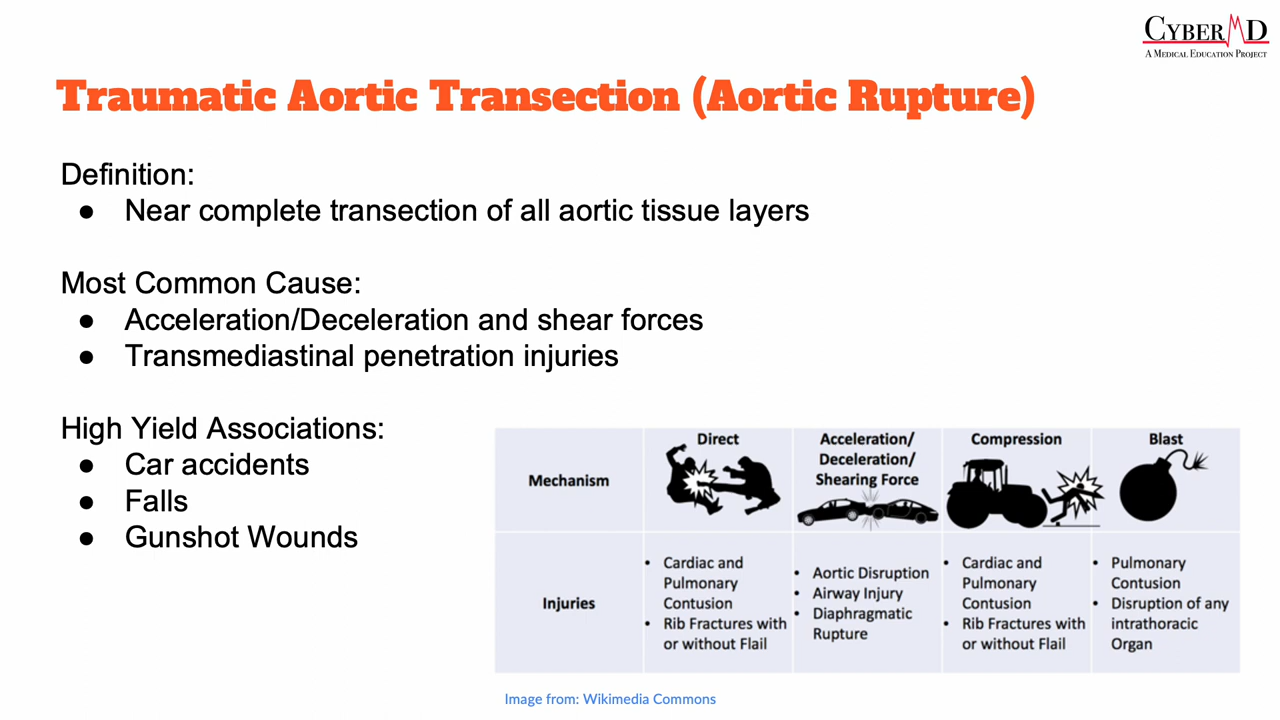 CYBERMD
A MEDICAL EDUCATION PROJECT
Traumatic Aortic Transection (Aortic Rupture)
Definition:
● Near complete transection of all aortic tissue layers
Most Common Cause:
● Acceleration/Deceleration and shear forces
● Transmediastinal penetration injuries
High Yield Associations:
● Car accidents
● Falls
● Gunshot Wounds
Mechanism
Direct
Acceleration/
Deceleration/
Shearing Force
Compression
Blast
Injuries
• Cardiac and
Pulmonary
Contusion
• Rib Fractures with
or without Flail
• Aortic Disruption
• Airway Injury
• Diaphragmatic
Rupture
• Cardiac and
Pulmonary
Contusion
• Rib Fractures with
or without Flail
• Pulmonary
Contusion
• Disruption of any
intrathoracic
Organ
Image from: Wikimedia Commons